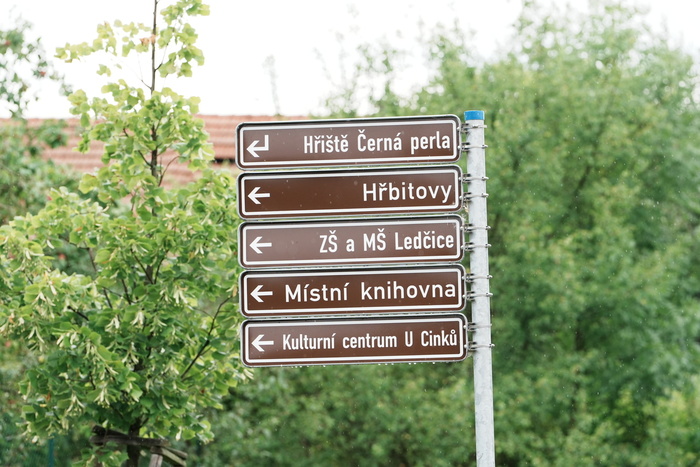 Hřiště Černá perla
Hřbitovy
ZŠ a MŠ Ledčice
Místní knihovna
Kulturní centrum U Cinků